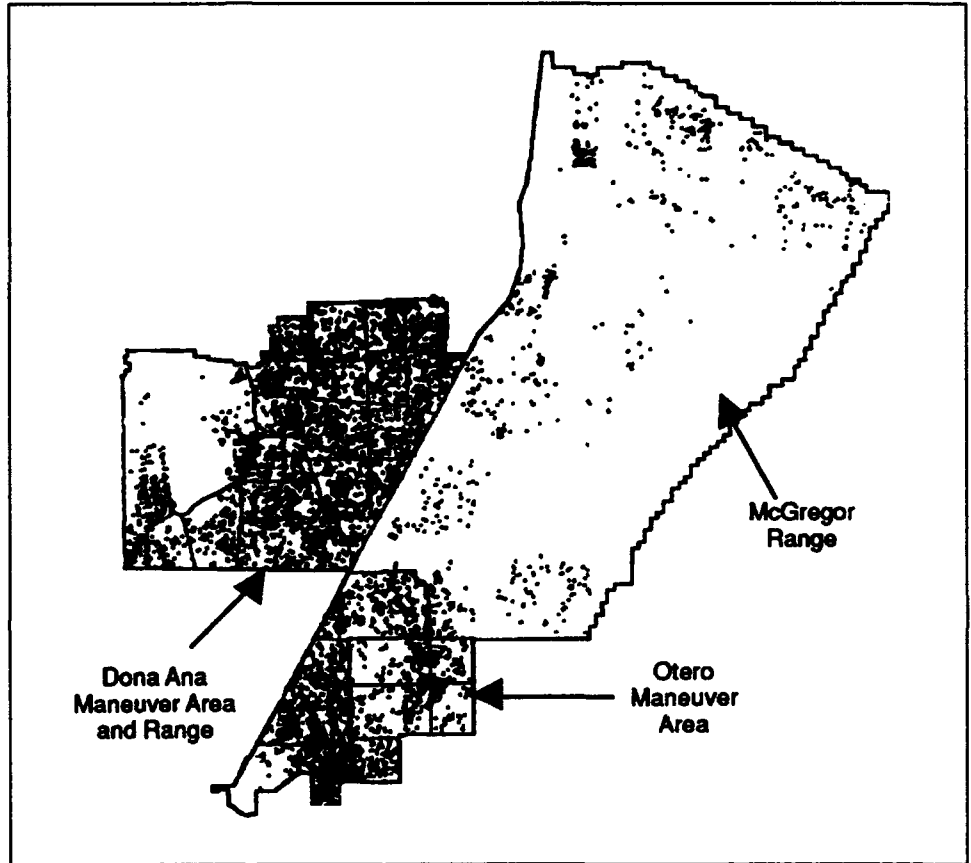 McGregor
Range
Dona Ana
Maneuver Area
and Range
Otero
Maneuver
Area